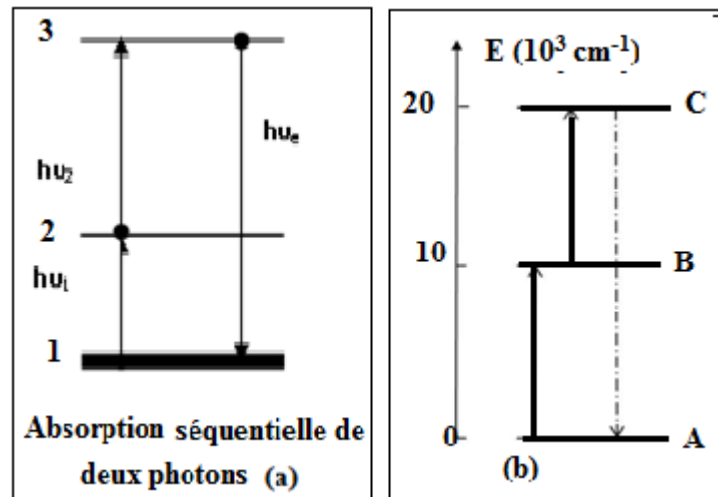 3
hυ₂
hυₑ
2
hυ₁
1
Absorption séquentielle de
deux photons (a)
E (10³ cm⁻¹)
20
C
10
B
0
A
(b)